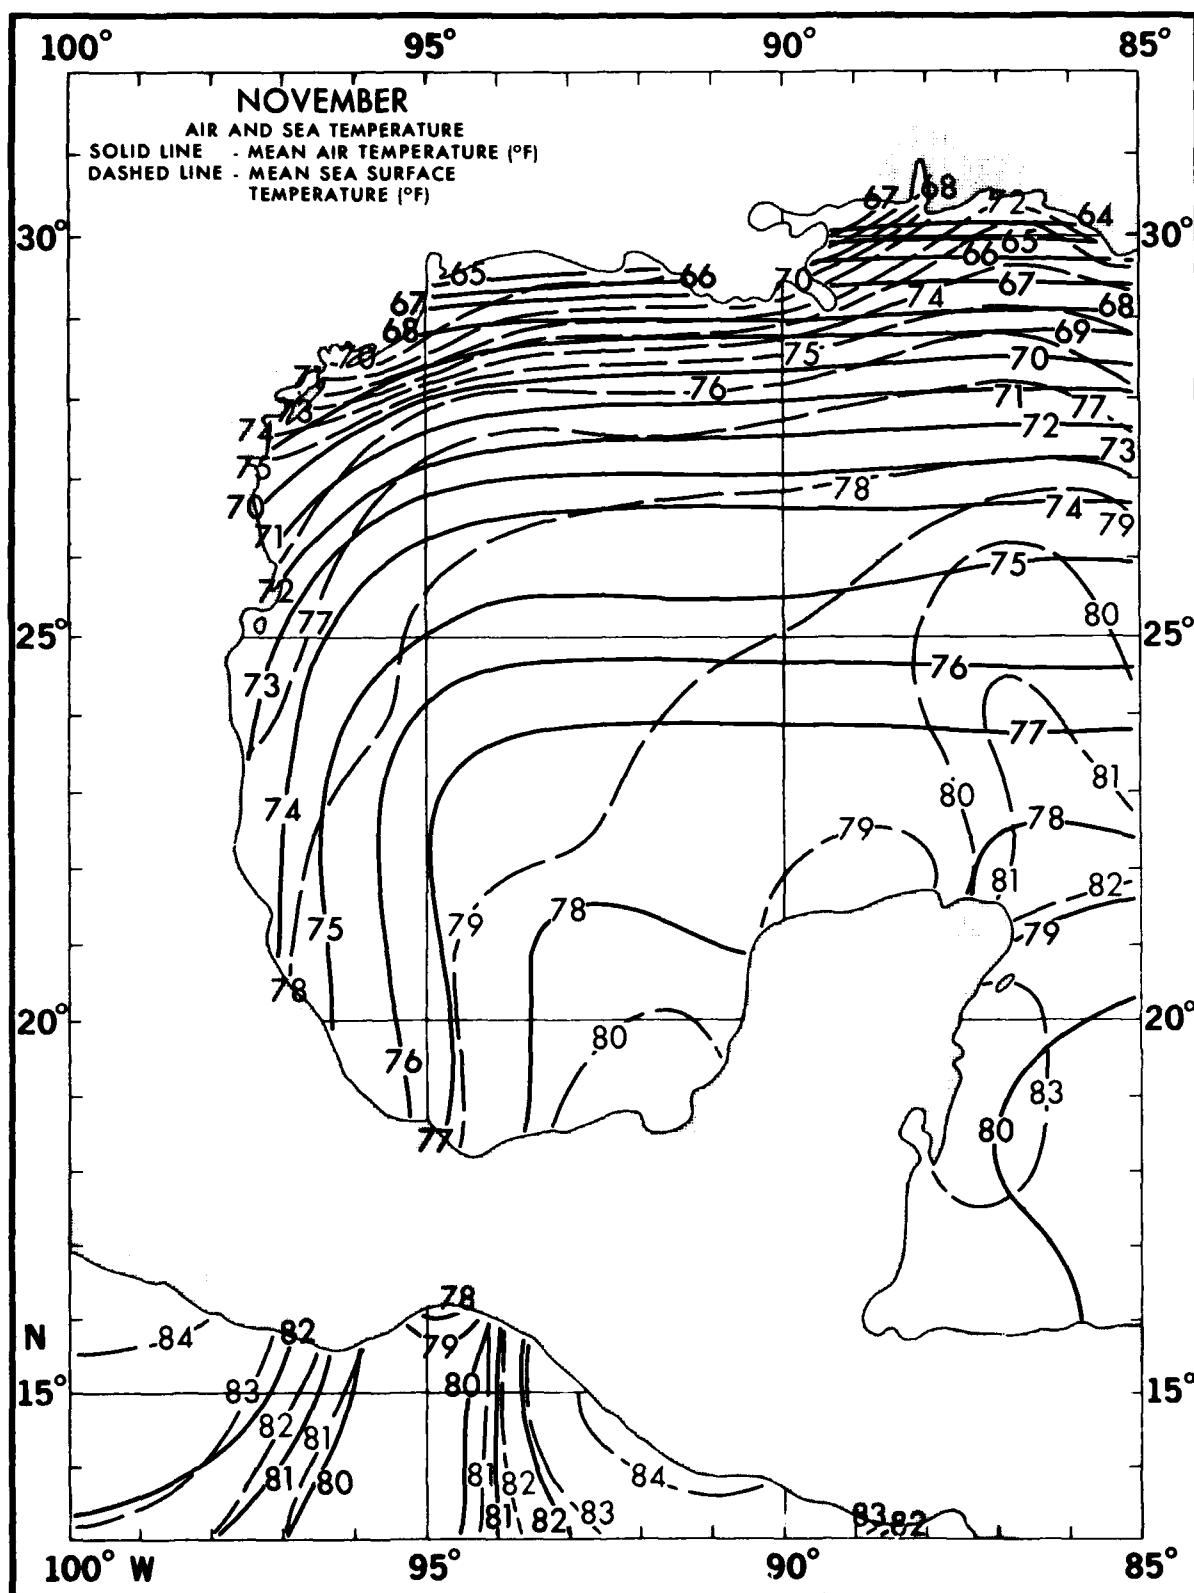 100° 95° 90° 85°
NOVEMBER
AIR AND SEA TEMPERATURE
SOLID LINE - MEAN AIR TEMPERATURE (°F)
DASHED LINE - MEAN SEA SURFACE
TEMPERATURE (°F)
67 68 72 64
30° 65 30°
66
65 66 70 67
67 74 68
68 69
70 75 70
71 76 71 77
73 72
74 73
75 78
70 74 79
71
75
72
77 80
25° 25°
73 76
77
74 80 81
79 78
81 82
75 79 78 79
78
20° 20°
76 80
83
80
77
78
N 84 82 79
15° 83 80 15°
82 81
81 80 81 82 84
81 82 83 83 82
100° W 95° 90° 85°